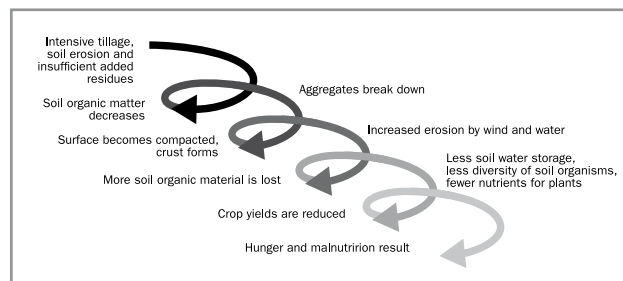 Intensive tillage,
soil erosion and
insufficient added
residues
Aggregates break down
Soil organic matter
decreases
Increased erosion by wind and water
Surface becomes compacted,
crust forms
Less soil water storage,
less diversity of soil organisms,
fewer nutrients for plants
More soil organic material is lost
Crop yields are reduced
Hunger and malnutririon result